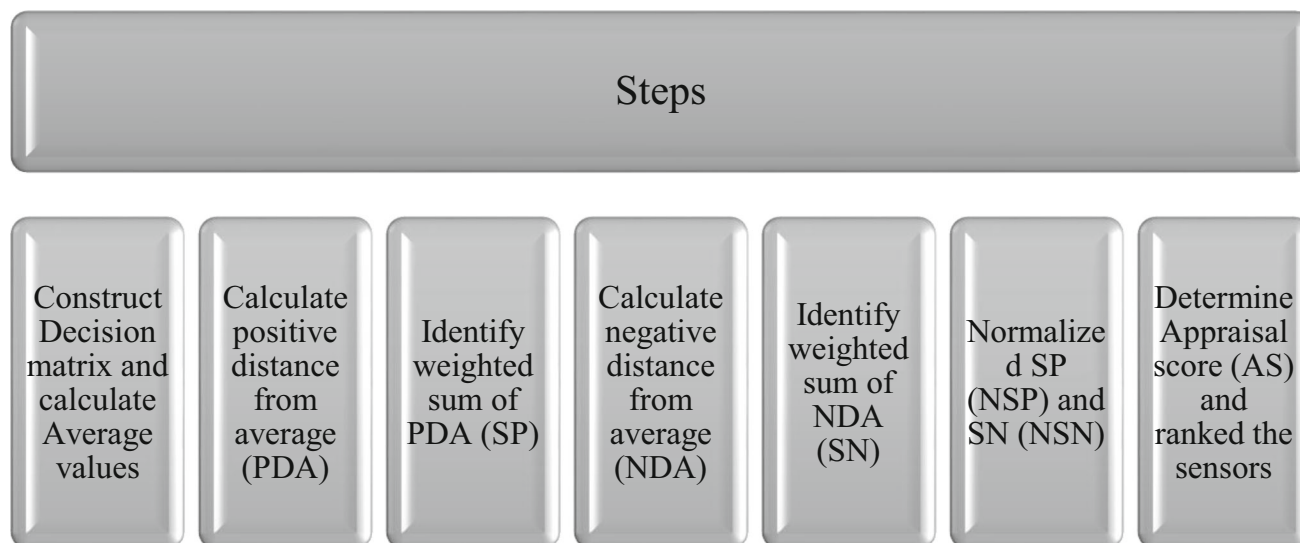 Steps
Construct
Decision
matrix and
calculate
Average
values
Calculate
positive
distance
from
average
(PDA)
Identify
weighted
sum of
PDA (SP)
Calculate
negative
distance
from
average
(NDA)
Identify
weighted
sum of
NDA
(SN)
Normalize
d SP
(NSP) and
SN (NSN)
Determine
Appraisal
score (AS)
and
ranked the
sensors